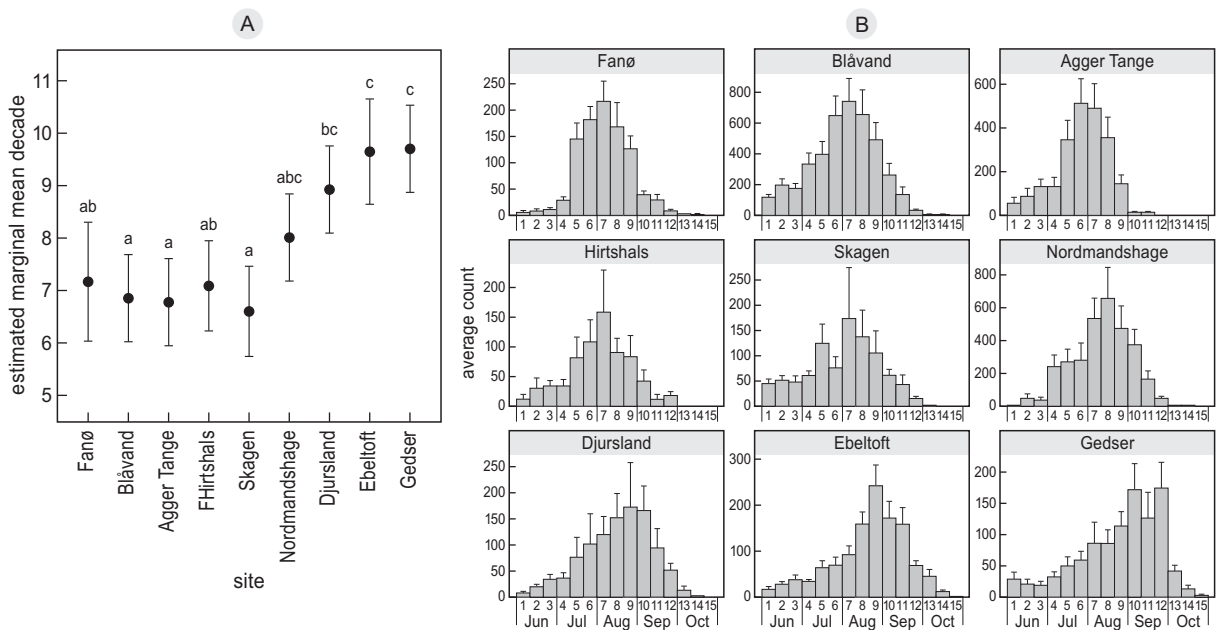 A
B
estimated marginal mean decade
11
10
9
8
7
6
5
ab
a
a
ab
a
abc
bc
c
c
Fanø
Blåvand
Agger Tange
FHirtshals
Skagen
Nordmandshage
Djursland
Ebeltoft
Gedser
site
average count
Fanø
250
200
150
100
50
0
1 2 3 4 5 6 7 8 9 10 11 12 13 14 15
Blåvand
800
600
400
200
0
1 2 3 4 5 6 7 8 9 10 11 12 13 14 15
Agger Tange
600
400
200
0
1 2 3 4 5 6 7 8 9 10 11 12 13 14 15
Hirtshals
200
150
100
50
0
1 2 3 4 5 6 7 8 9 10 11 12 13 14 15
Skagen
250
200
150
100
50
0
1 2 3 4 5 6 7 8 9 10 11 12 13 14 15
Nordmandshage
800
600
400
200
0
1 2 3 4 5 6 7 8 9 10 11 12 13 14 15
Djursland
250
200
150
100
50
0
1 2 3 4 5 6 7 8 9 10 11 12 13 14 15
Jun Jul Aug Sep Oct
Ebeltoft
300
200
100
0
1 2 3 4 5 6 7 8 9 10 11 12 13 14 15
Jun Jul Aug Sep Oct
Gedser
200
150
100
50
0
1 2 3 4 5 6 7 8 9 10 11 12 13 14 15
Jun Jul Aug Sep Oct